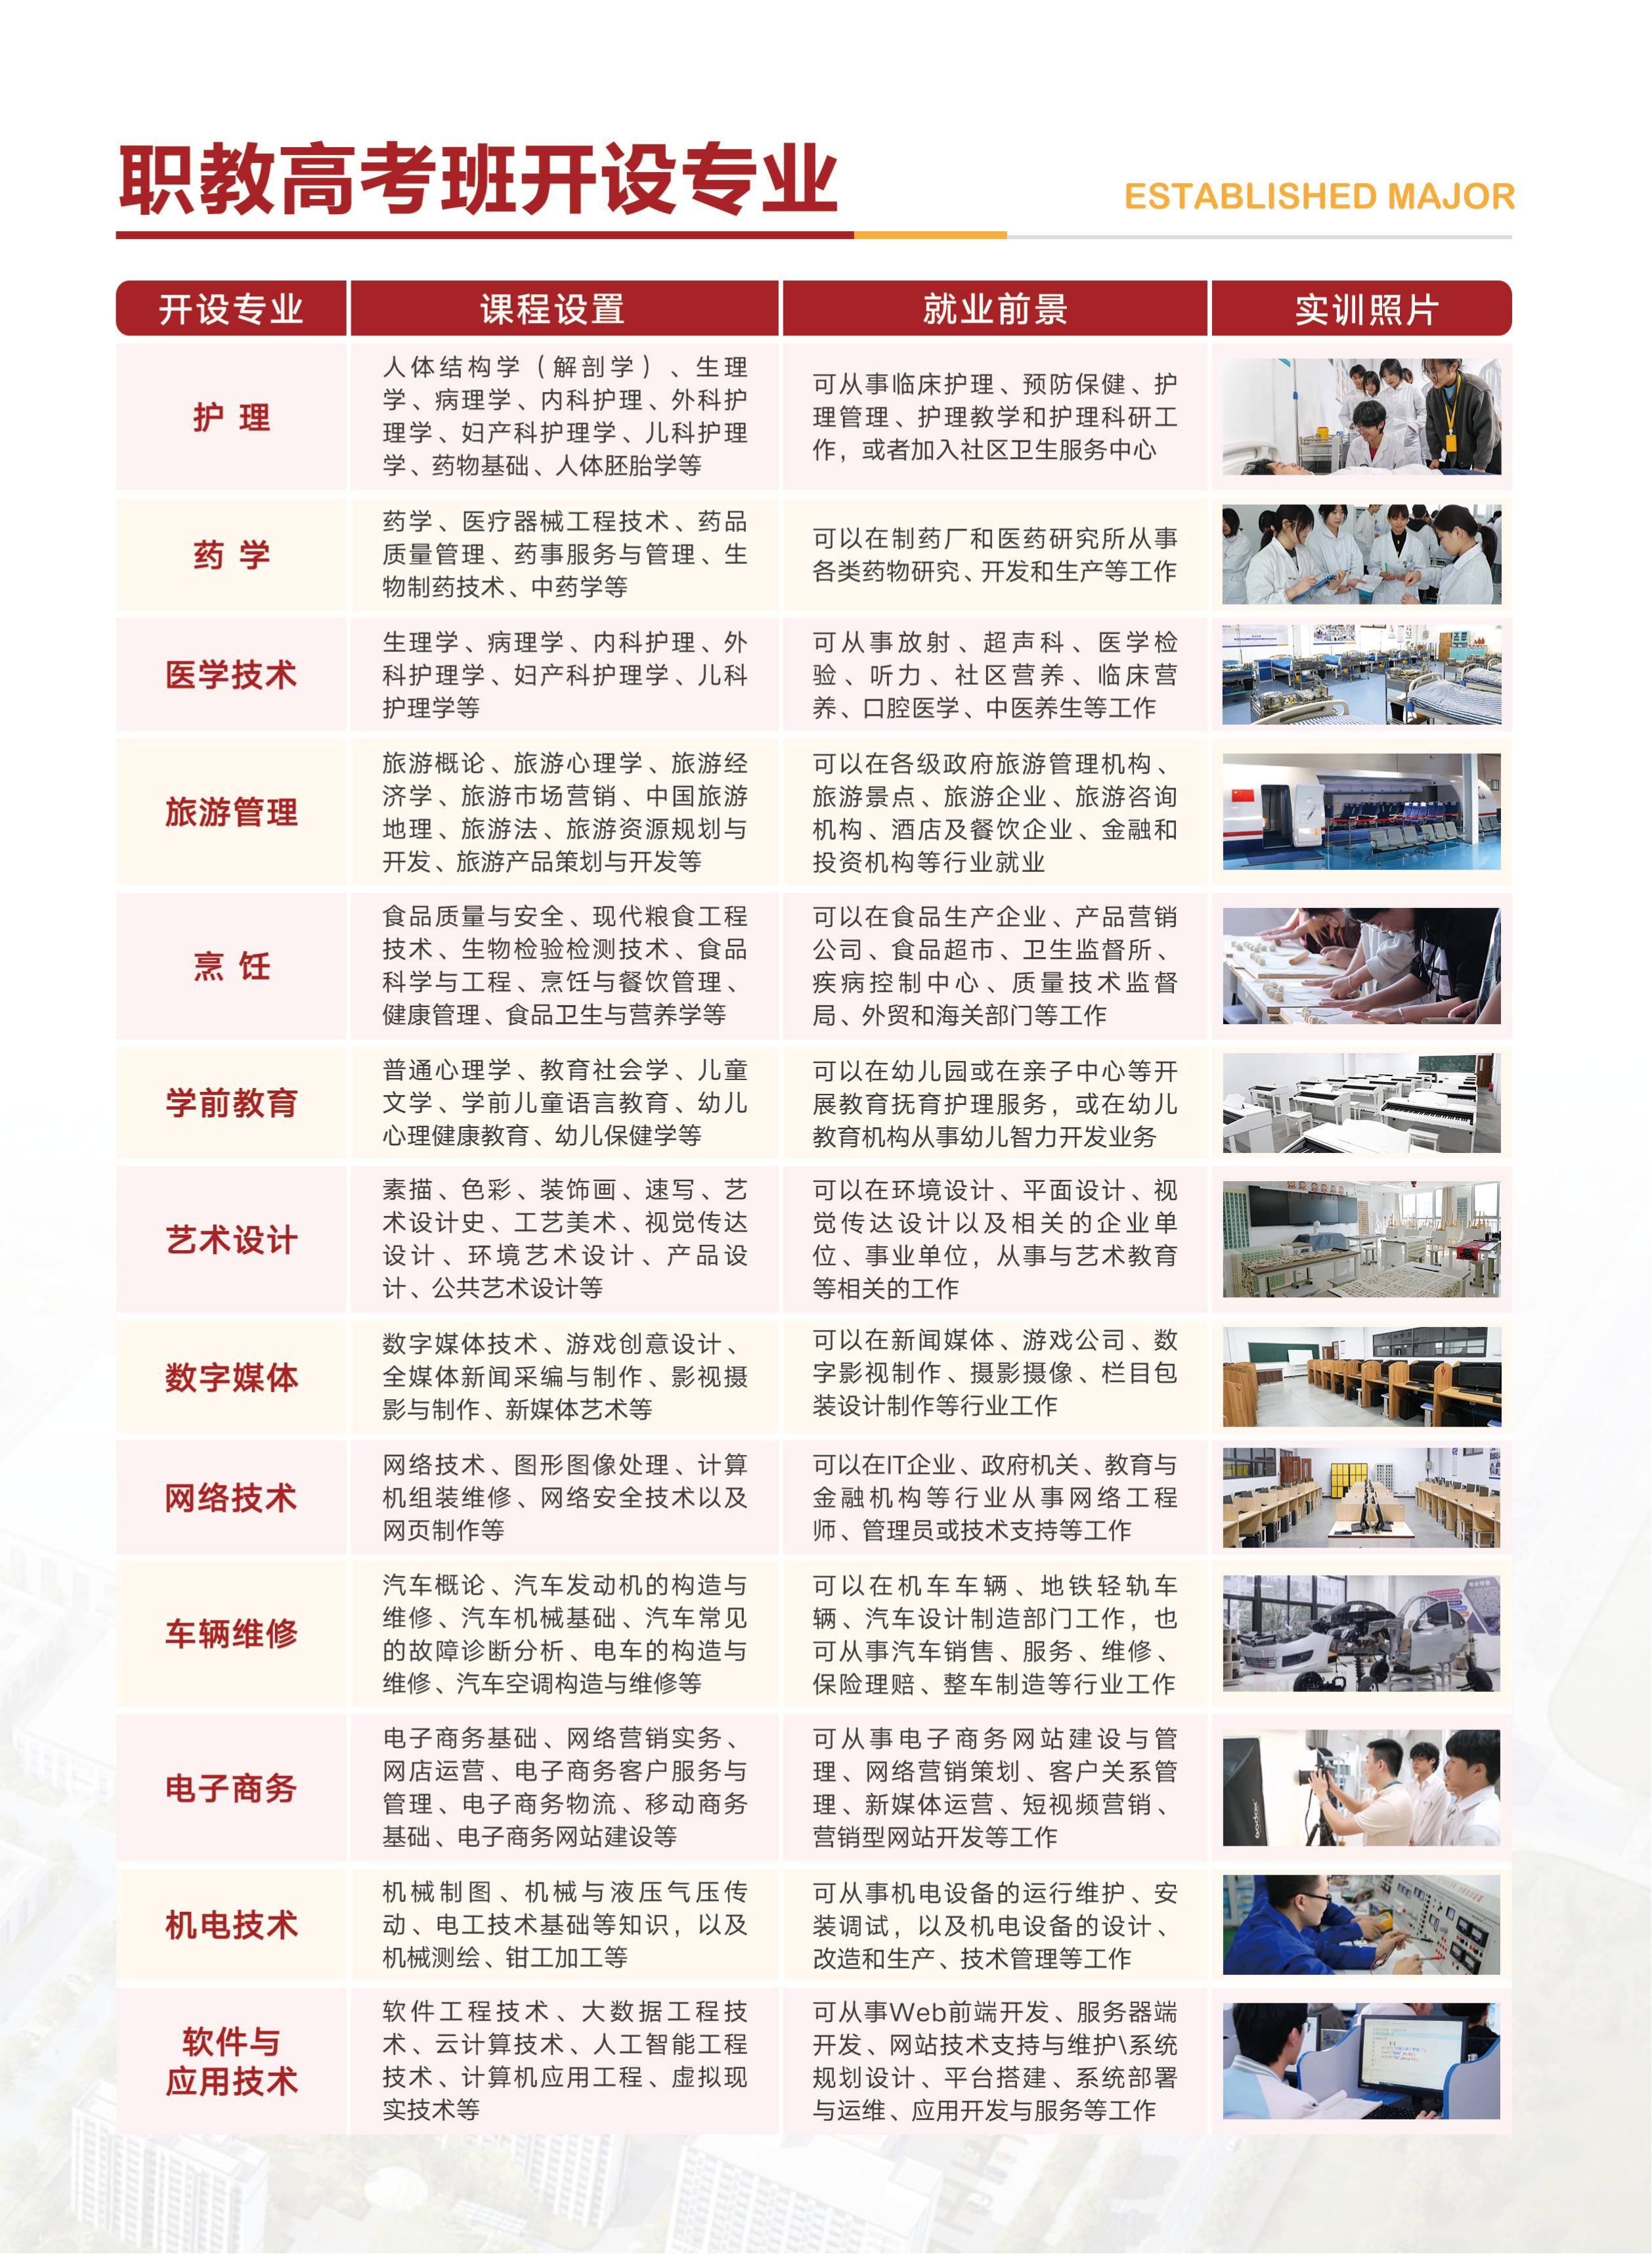 职教高考班开设专业
ESTABLISHED MAJOR
开设专业
课程设置
就业前景
实训照片
护 理
人体结构学（解剖学）、生理
学、病理学、内科护理、外科护
理学、妇产科护理学、儿科护理
学、药物基础、人体胚胎学等
可从事临床护理、预防保健、护
理管理、护理教学和护理科研工
作，或者加入社区卫生服务中心
药 学
药学、医疗器械工程技术、药品
质量管理、药事服务与管理、生
物制药技术、中药学等
可以在制药厂和医药研究所从事
各类药物研究、开发和生产等工作
医学技术
生理学、病理学、内科护理、外
科护理学、妇产科护理学、儿科
护理学等
可从事放射、超声科、医学检
验、听力、社区营养、临床营
养、口腔医学、中医养生等工作
旅游管理
旅游概论、旅游心理学、旅游经
济学、旅游市场营销、中国旅游
地理、旅游法、旅游资源规划与
开发、旅游产品策划与开发等
可以在各级政府旅游管理机构、
旅游景点、旅游企业、旅游咨询
机构、酒店及餐饮企业、金融和
投资机构等行业就业
烹 饪
食品质量与安全、现代粮食工程
技术、生物检验检测技术、食品
科学与工程、烹饪与餐饮管理、
健康管理、食品卫生与营养学等
可以在食品生产企业、产品营销
公司、食品超市、卫生监督所、
疾病控制中心、质量技术监督
局、外贸和海关部门等工作
学前教育
普通心理学、教育社会学、儿童
文学、学前儿童语言教育、幼儿
心理健康教育、幼儿保健学等
可以在幼儿园或在亲子中心等开
展教育抚育护理服务，或在幼儿
教育机构从事幼儿智力开发业务
艺术设计
素描、色彩、装饰画、速写、艺
术设计史、工艺美术、视觉传达
设计、环境艺术设计、产品设
计、公共艺术设计等
可以在环境设计、平面设计、视
觉传达设计以及相关的企业单
位、事业单位，从事与艺术教育
等相关的工作
数字媒体
数字媒体技术、游戏创意设计、
全媒体新闻采编与制作、影视摄
影与制作、新媒体艺术等
可以在新闻媒体、游戏公司、数
字影视制作、摄影摄像、栏目包
装设计制作等行业工作
网络技术
网络技术、图形图像处理、计算
机组装维修、网络安全技术以及
网页制作等
可以在IT企业、政府机关、教育与
金融机构等行业从事网络工程
师、管理员或技术支持等工作
车辆维修
汽车概论、汽车发动机的构造与
维修、汽车机械基础、汽车常见
的故障诊断分析、电车的构造与
维修、汽车空调构造与维修等
可以在机车车辆、地铁轻轨车
辆、汽车设计制造部门工作，也
可从事汽车销售、服务、维修、
保险理赔、整车制造等行业工作
电子商务
电子商务基础、网络营销实务、
网店运营、电子商务客户服务与
管理、电子商务物流、移动商务
基础、电子商务网站建设等
可从事电子商务网站建设与管
理、网络营销策划、客户关系管
理、新媒体运营、短视频营销、
营销型网站开发等工作
Godox
机电技术
机械制图、机械与液压气压传
动、电工技术基础等知识，以及
机械测绘、钳工加工等
可从事机电设备的运行维护、安
装调试，以及机电设备的设计、
改造和生产、技术管理等工作
软件与
应用技术
软件工程技术、大数据工程技
术、云计算技术、人工智能工程
技术、计算机应用工程、虚拟现
实技术等
可从事Web前端开发、服务器端
开发、网站技术支持与维护\系统
规划设计、平台搭建、系统部署
与运维、应用开发与服务等工作